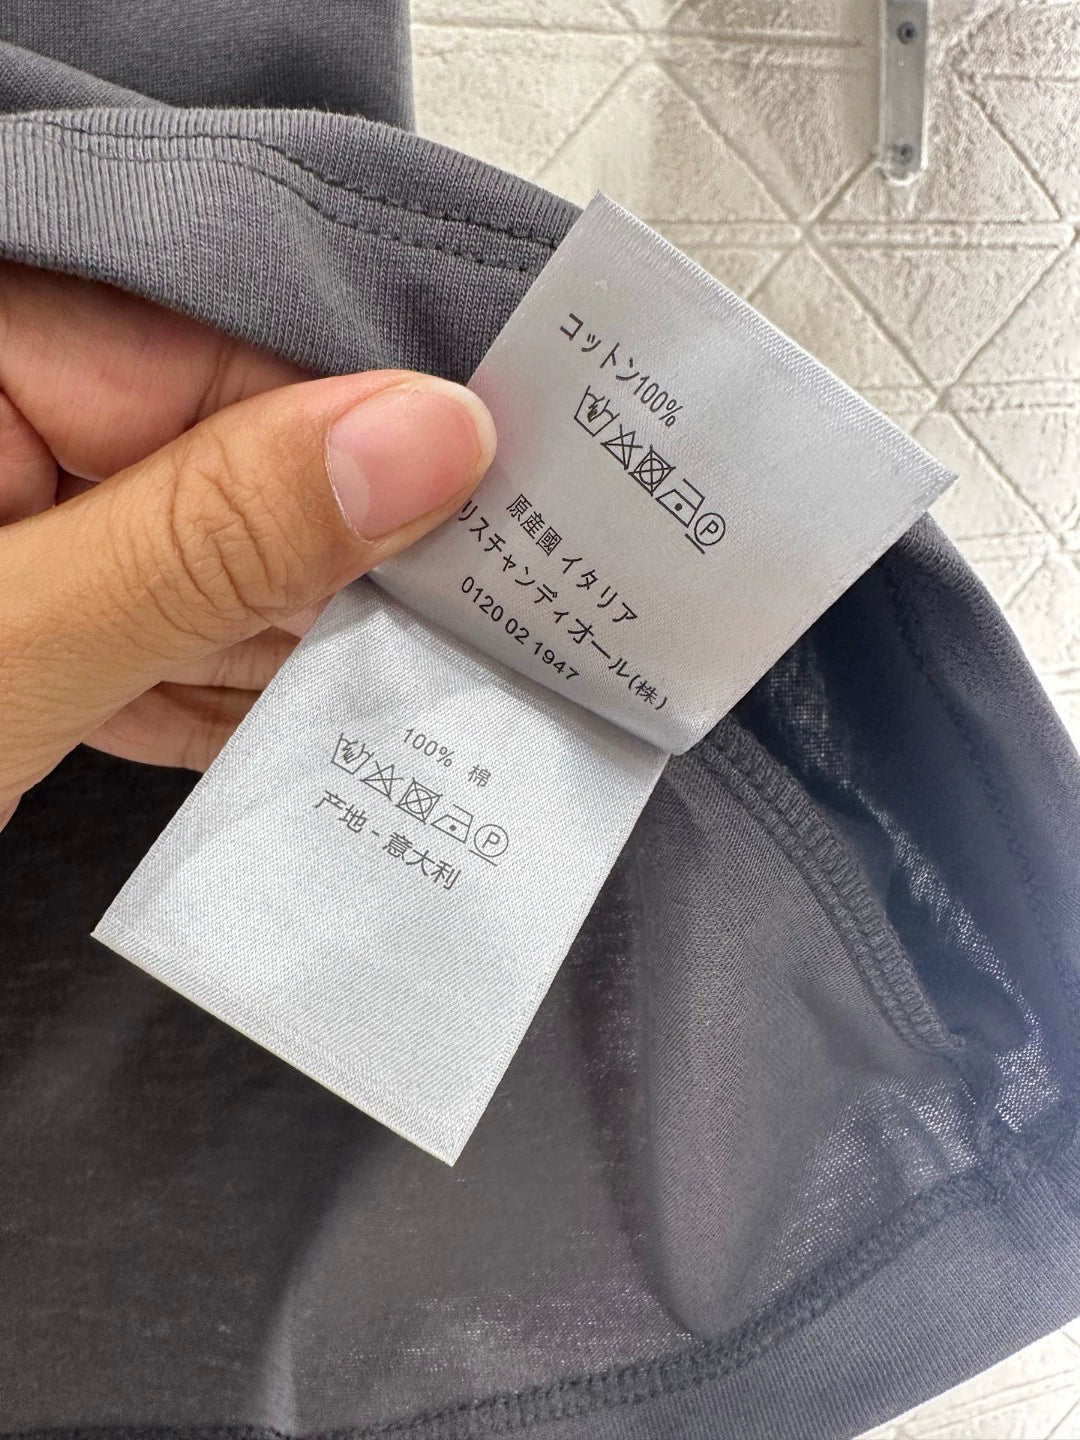 コットン100%
P
原産國 イタリア
リスチャンディオール(株)
0120 02 1947
100% 棉
P
产地-意大利